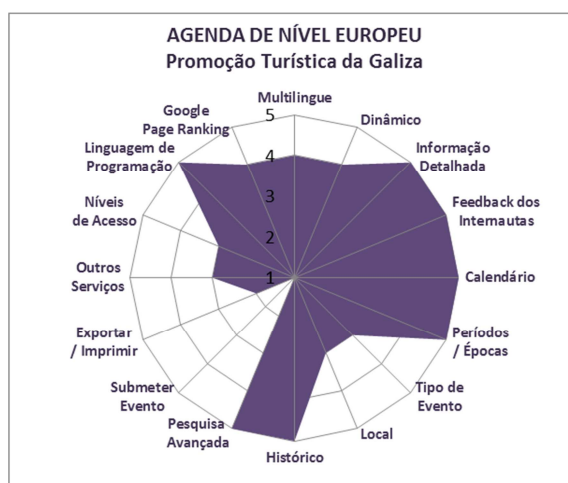 AGENDA DE NÍVEL EUROPEU
Promoção Turística da Galiza
Multilingue
Dinâmico
Informação
Detalhada
Feedback dos
Internautas
Calendário
Períodos
/ Épocas
Tipo de
Evento
Local
Histórico
Pesquisa
Avançada
Submeter
Evento
Exportar
/ Imprimir
Outros
Serviços
Níveis
de Acesso
Linguagem de
Programação
Google
Page Ranking
5
4
3
2
1